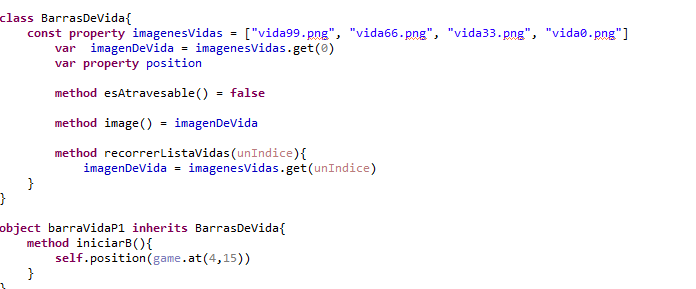 class BarrasDeVida{
const property imagenesVidas = ["vida99.png", "vida66.png", "vida33.png", "vida0.png"]
var imagenDeVida = imagenesVidas.get(0)
var property position
method esAtravesable() = false
method image() = imagenDeVida
method recorrerListaVidas(unIndice){
imagenDeVida = imagenesVidas.get(unIndice)
}
}
object barraVidaP1 inherits BarrasDeVida{
method iniciarB(){
self.position(game.at(4,15))
}
}